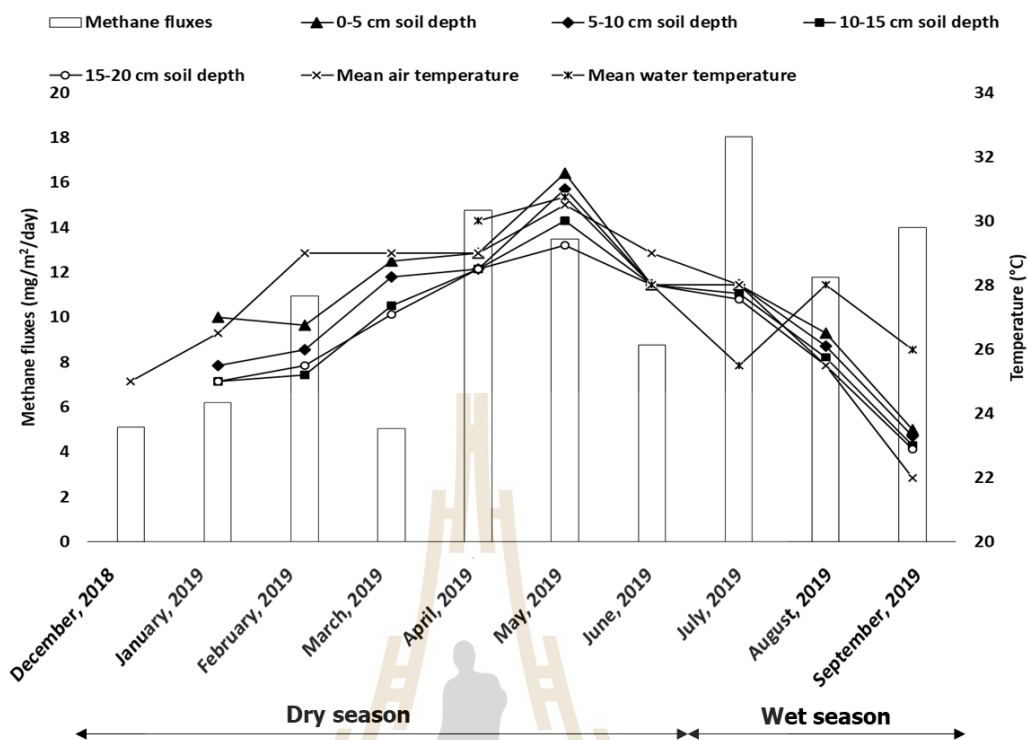 Methane fluxes 0-5 cm soil depth 5-10 cm soil depth 10-15 cm soil depth
15-20 cm soil depth Mean air temperature Mean water temperature
Methane fluxes (mg/m²/day)
20
18
16
14
12
10
8
6
4
2
0
34
32
30
28
26
24
22
20
Temperature (°C)
December, 2018
January, 2019
February, 2019
March, 2019
April, 2019
May, 2019
June, 2019
July, 2019
August, 2019
September, 2019
Dry season Wet season